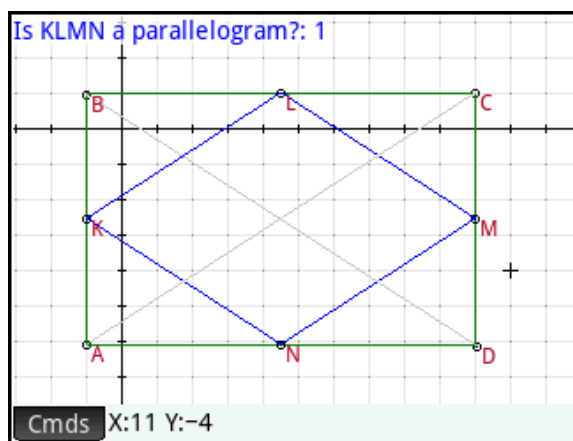 Is KLMN a parallelogram?: 1
B L C
K M
A N D
Cmds X:11 Y:-4